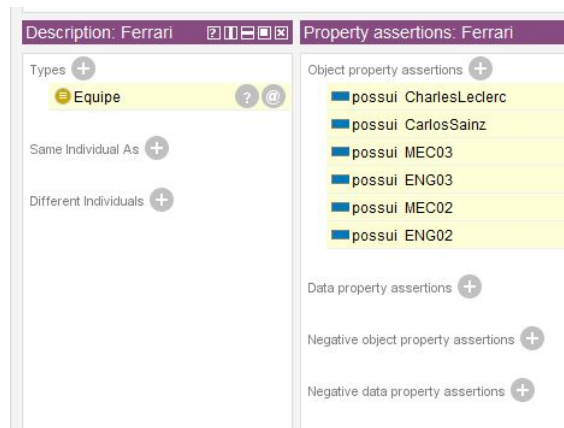 Description: Ferrari
Types
Equipe
Same Individual As
Different Individuals
Property assertions: Ferrari
Object property assertions
possui CharlesLeclerc
possui CarlosSainz
possui MEC03
possui ENG03
possui MEC02
possui ENG02
Data property assertions
Negative object property assertions
Negative data property assertions